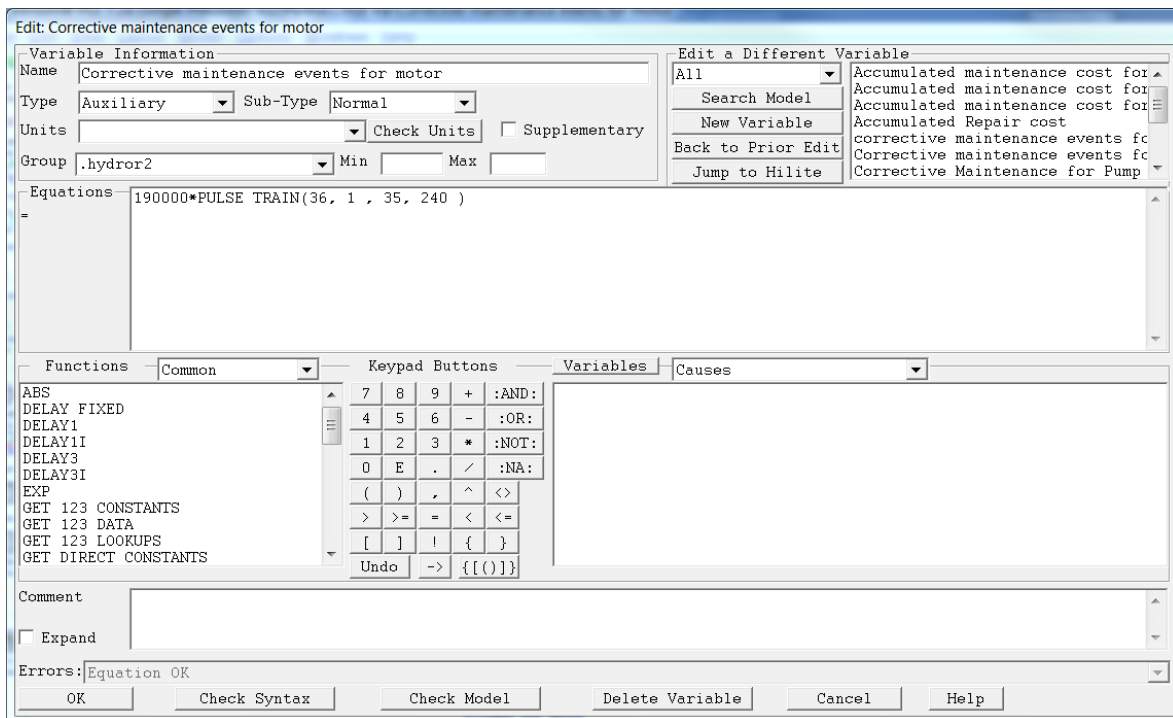 Edit: Corrective maintenance events for motor
Variable Information
Name Corrective maintenance events for motor
Type Auxiliary Sub-Type Normal
Units Check Units Supplementary
Group .hydror2 Min Max
Edit a Different Variable
All
Search Model
New Variable
Back to Prior Edit
Jump to Hilite
Accumulated maintenance cost for
Accumulated maintenance cost for
Accumulated maintenance cost for
Accumulated Repair cost
corrective maintenance events fo
Corrective maintenance events fo
Corrective Maintenance for Pump
Equations
=
190000*PULSE TRAIN(36, 1 , 35, 240 )
Functions Common
ABS
DELAY FIXED
DELAY1
DELAY1I
DELAY3
DELAY3I
EXP
GET 123 CONSTANTS
GET 123 DATA
GET 123 LOOKUPS
GET DIRECT CONSTANTS
Keypad Buttons
7 8 9 + :AND:
4 5 6 - :OR:
1 2 3 * :NOT:
0 E . / :NA:
( ) , ^ <>
> >= = < <=
[ ] ! { }
Undo -> {[()]}
Variables Causes
Comment
Expand
Errors: Equation OK
OK Check Syntax Check Model Delete Variable Cancel Help